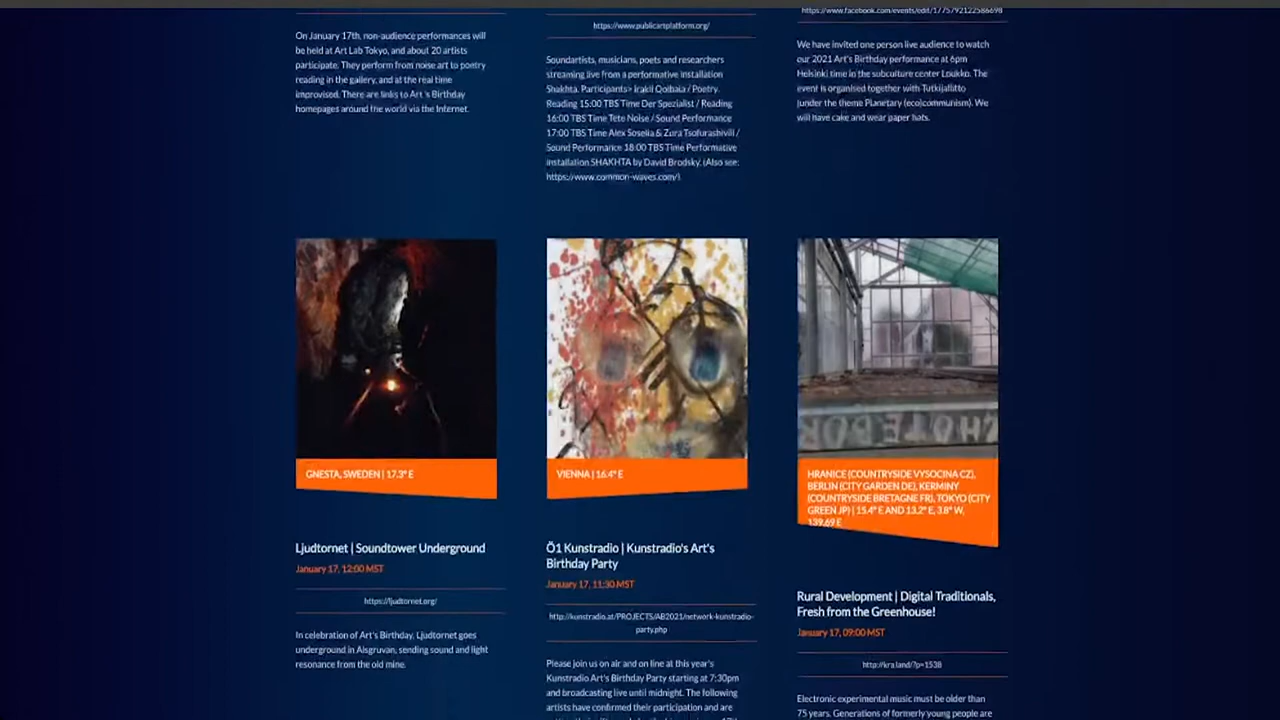 On January 17th, non-audience performances will
be held at Art Lab Tokyo, and about 20 artists
participate. They perform from noise art to poetry
reading in the gallery, and at the real time
improvised. There are links to Art 's Birthday
homepages around the world via the Internet.
https://www.publicartplatform.org/
Soundartists, musicians, poets and researchers
streaming live from a performative installation
Shakhta. Participants> Irakli Qolbaia / Poetry.
Reading 15:00 TBS Time Der Spezialist / Reading
16:00 TBS Time Tete Noise / Sound Performance
17:00 TBS Time Alex Soselia & Zura Tsofurashivili /
Sound Performance 18:00 TBS Time Performative
installation SHAKHTA by David Brodsky. (Also see:
https://www.common-waves.com/)
https://www.facebook.com/events/edit/1775792122586698
We have invited one person live audience to watch
our 2021 Art's Birthday performance at 6pm
Helsinki time in the subculture center Loukko. The
event is organised together with Tutkijaliitto
(under the theme Planetary (eco)communism). We
will have cake and wear paper hats.
GNESTA, SWEDEN | 17.3° E
Ljudtornet | Soundtower Underground
January 17, 12:00 MST
https://ljudtornet.org/
In celebration of Art's Birthday, Ljudtornet goes
underground in Alsgruvan, sending sound and light
resonance from the old mine.
VIENNA | 16.4° E
Ö1 Kunstradio | Kunstradio's Art's
Birthday Party
January 17, 11:30 MST
http://kunstradio.at/PROJECTS/AB2021/network-kunstradio-
party.php
Please join us on air and on line at this year's
Kunstradio Art's Birthday Party starting at 7:30pm
and broadcasting live until midnight. The following
artists have confirmed their participation and are
HRANICE (COUNTRYSIDE VYSOCINA CZ),
BERLIN (CITY GARDEN DE), KERMINY
(COUNTRYSIDE BRETAGNE FR), TOKYO (CITY
GREEN JP) | 15.4° E AND 13.2° E, 3.8° W,
139.69 E
Rural Development | Digital Traditionals,
Fresh from the Greenhouse!
January 17, 09:00 MST
http://kra.land/?p=1538
Electronic experimental music must be older than
75 years. Generations of formerly young people are